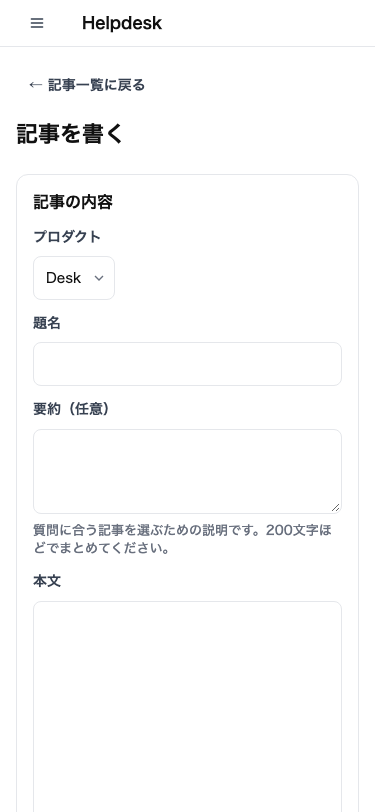 Helpdesk
← 記事一覧に戻る
記事を書く
記事の内容
プロダクト
Desk
題名
要約（任意）
質問に合う記事を選ぶための説明です。200文字ほ
どでまとめてください。
本文